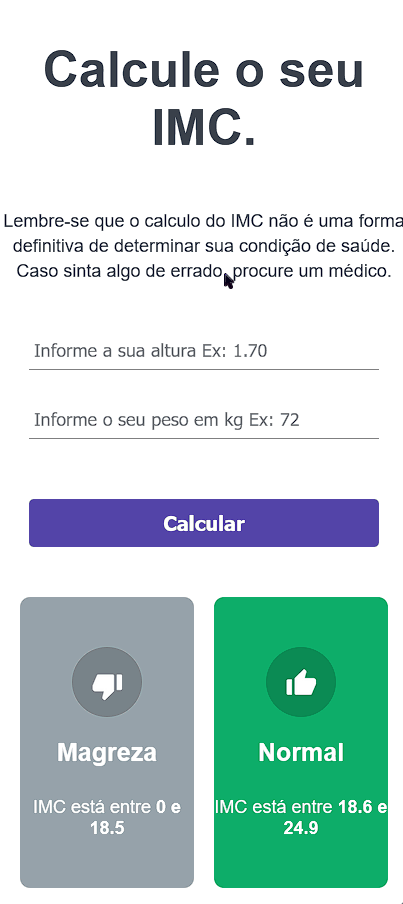 Calcule o seu
IMC.
Lembre-se que o calculo do IMC não é uma forma
definitiva de determinar sua condição de saúde.
Caso sinta algo de errado, procure um médico.
Informe a sua altura Ex: 1.70
Informe o seu peso em kg Ex: 72
Calcular
Magreza
IMC está entre 0 e
18.5
Normal
IMC está entre 18.6 e
24.9